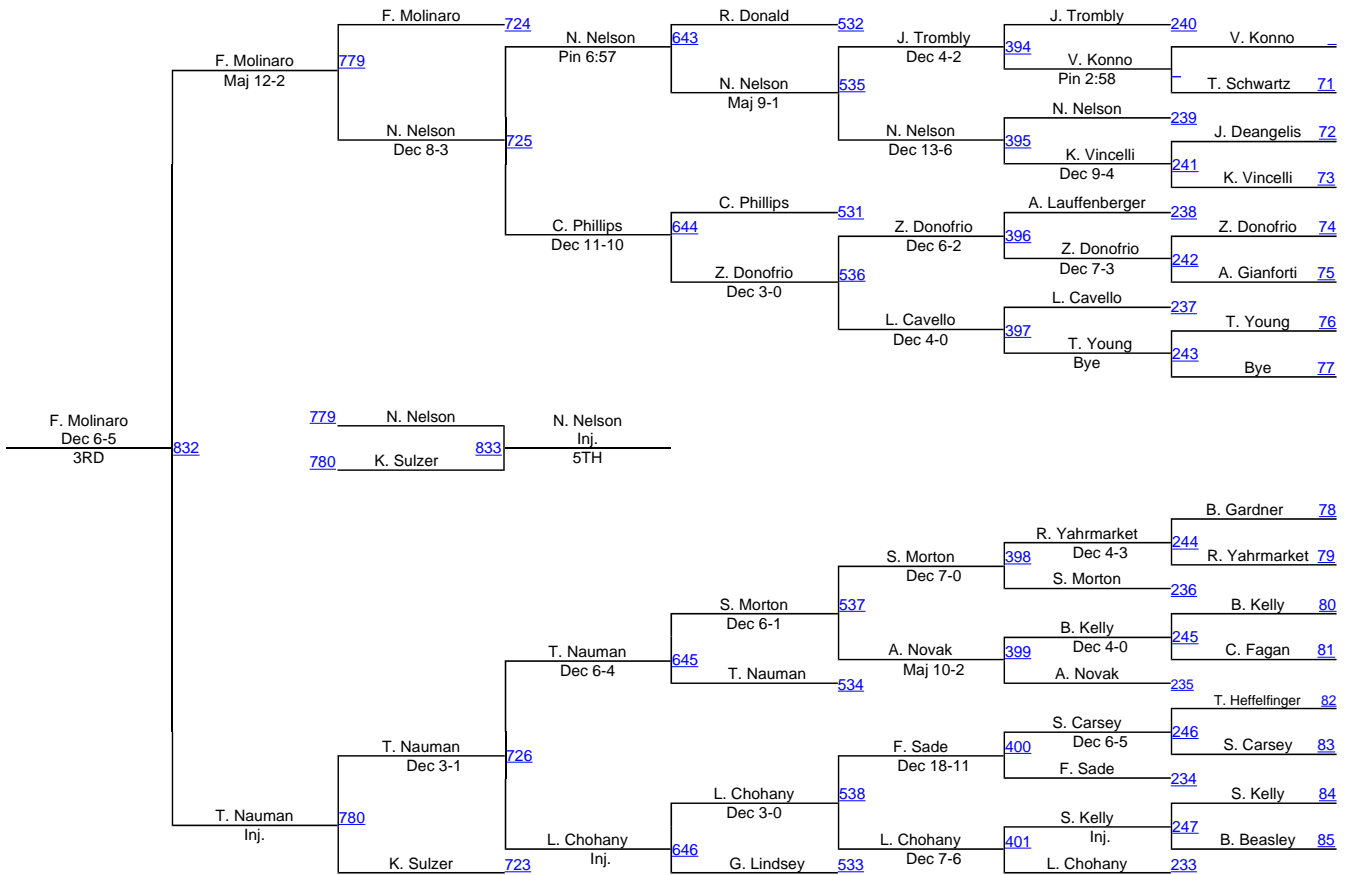 F. Molinaro
724
N. Nelson
Pin 6:57
R. Donald
532
643
J. Trombly
Dec 4-2
J. Trombly
240
V. Konno
_
394
V. Konno
Pin 2:58
_
T. Schwartz 71
F. Molinaro
Maj 12-2
779
N. Nelson
Maj 9-1
535
N. Nelson
239
J. Deangelis 72
N. Nelson
Dec 8-3
725
N. Nelson
Dec 13-6
395
K. Vincelli
Dec 9-4
241
K. Vincelli 73
C. Phillips
531
A. Lauffenberger
238
C. Phillips
Dec 11-10
644
Z. Donofrio
Dec 6-2
396
Z. Donofrio 74
Z. Donofrio
Dec 7-3
242
A. Gianforti 75
Z. Donofrio
Dec 3-0
536
L. Cavello
237
T. Young 76
L. Cavello
Dec 4-0
397
T. Young
Bye
243
Bye 77
F. Molinaro
Dec 6-5
3RD
832
779
N. Nelson
833
N. Nelson
Inj.
5TH
780
K. Sulzer
B. Gardner 78
R. Yahrmarket
Dec 4-3
244
R. Yahrmarket 79
S. Morton
Dec 7-0
398
S. Morton
236
S. Morton
Dec 6-1
537
B. Kelly 80
B. Kelly
Dec 4-0
245
C. Fagan 81
T. Nauman
Dec 6-4
645
A. Novak
Maj 10-2
399
A. Novak
235
T. Nauman
534
T. Heffelfinger 82
S. Carsey
Dec 6-5
246
S. Carsey 83
T. Nauman
Dec 3-1
726
F. Sade
Dec 18-11
400
F. Sade
234
L. Chohany
Dec 3-0
538
S. Kelly 84
T. Nauman
Inj.
780
S. Kelly
Inj.
247
B. Beasley 85
L. Chohany
Inj.
646
L. Chohany
Dec 7-6
401
L. Chohany
233
K. Sulzer
723
G. Lindsey
533